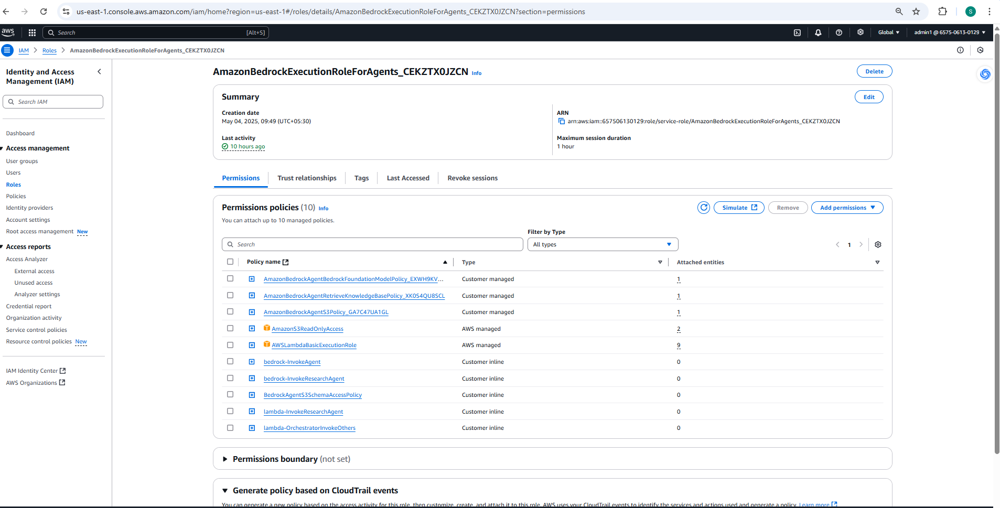 us-east-1.console.aws.amazon.com/iam/home?region=us-east-1#/roles/details/AmazonBedrockExecutionRoleForAgents_CEKZTX0JZCN?section=permissions
S
aws
Search
[Alt+S]
Global
admin1 @ 6575-0613-0129
IAM
Roles
AmazonBedrockExecutionRoleForAgents_CEKZTX0JZCN
Identity and Access
Management (IAM)
Search IAM
Dashboard
Access management
User groups
Users
Roles
Policies
Identity providers
Account settings
Root access management New
Access reports
Access Analyzer
External access
Unused access
Analyzer settings
Credential report
Organization activity
Service control policies
Resource control policies New
IAM Identity Center
AWS Organizations
AmazonBedrockExecutionRoleForAgents_CEKZTX0JZCN Info
Delete
Summary
Edit
Creation date
May 04, 2025, 09:49 (UTC+05:30)
Last activity
10 hours ago
ARN
arn:aws:iam::657506130129:role/service-role/AmazonBedrockExecutionRoleForAgents_CEKZTX0JZCN
Maximum session duration
1 hour
Permissions
Trust relationships
Tags
Last Accessed
Revoke sessions
Permissions policies (10) Info
You can attach up to 10 managed policies.
Simulate
Remove
Add permissions
Filter by Type
Search
All types
1
Policy name Type Attached entities
AmazonBedrockAgentBedrockFoundationModelPolicy_EXWH9KV... Customer managed 1
AmazonBedrockAgentRetrieveKnowledgeBasePolicy_XK0S4QU8SCL Customer managed 1
AmazonBedrockAgentS3Policy_GA7C47UA1GL Customer managed 1
AmazonS3ReadOnlyAccess AWS managed 2
AWSLambdaBasicExecutionRole AWS managed 9
bedrock-InvokeAgent Customer inline 0
bedrock-InvokeResearchAgent Customer inline 0
BedrockAgentS3SchemaAccessPolicy Customer inline 0
lambda-InvokeResearchAgent Customer inline 0
lambda-OrchestratorInvokeOthers Customer inline 0
Permissions boundary (not set)
Generate policy based on CloudTrail events
You can generate a new policy based on the access activity for this role, then customize, create, and attach it to this role. AWS uses your CloudTrail events to identify the services and actions used and generate a policy. Learn more